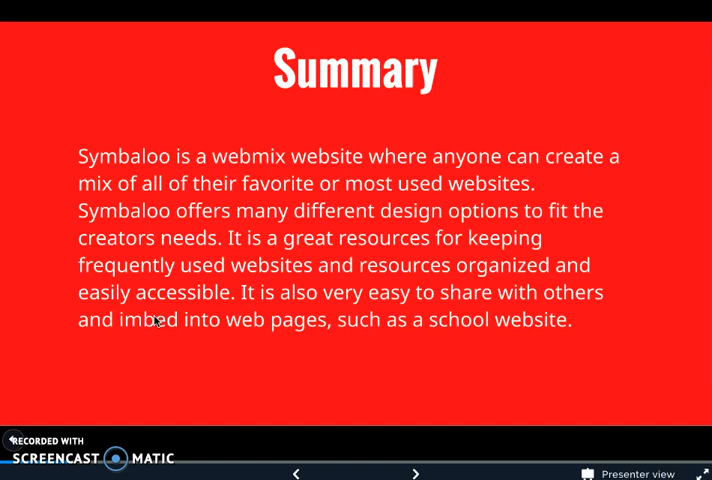 Summary
Symbaloo is a webmix website where anyone can create a
mix of all of their favorite or most used websites.
Symbaloo offers many different design options to fit the
creators needs. It is a great resources for keeping
frequently used websites and resources organized and
easily accessible. It is also very easy to share with others
and imbed into web pages, such as a school website.
RECORDED WITH
SCREENCAST MATIC
Presenter view